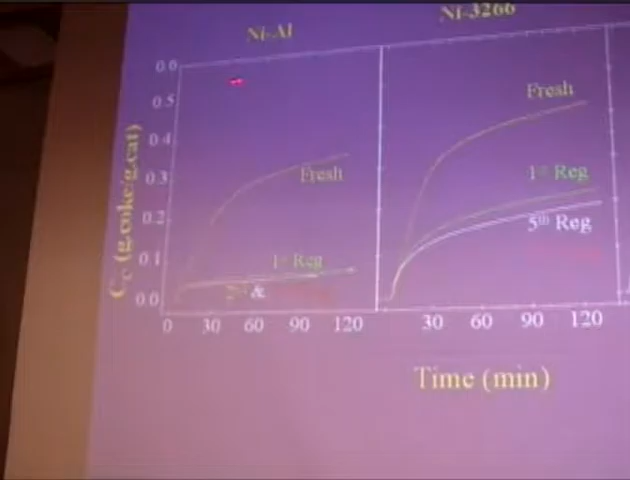 Ni-Al
Ni-3266
0.6
0.5
0.4
0.3
0.2
0.1
0.0
Cc (g.coke/g.cat)
Fresh
1st Reg
2nd &
0 30 60 90 120
Fresh
1st Reg
5th Reg
30 60 90 120
Time (min)